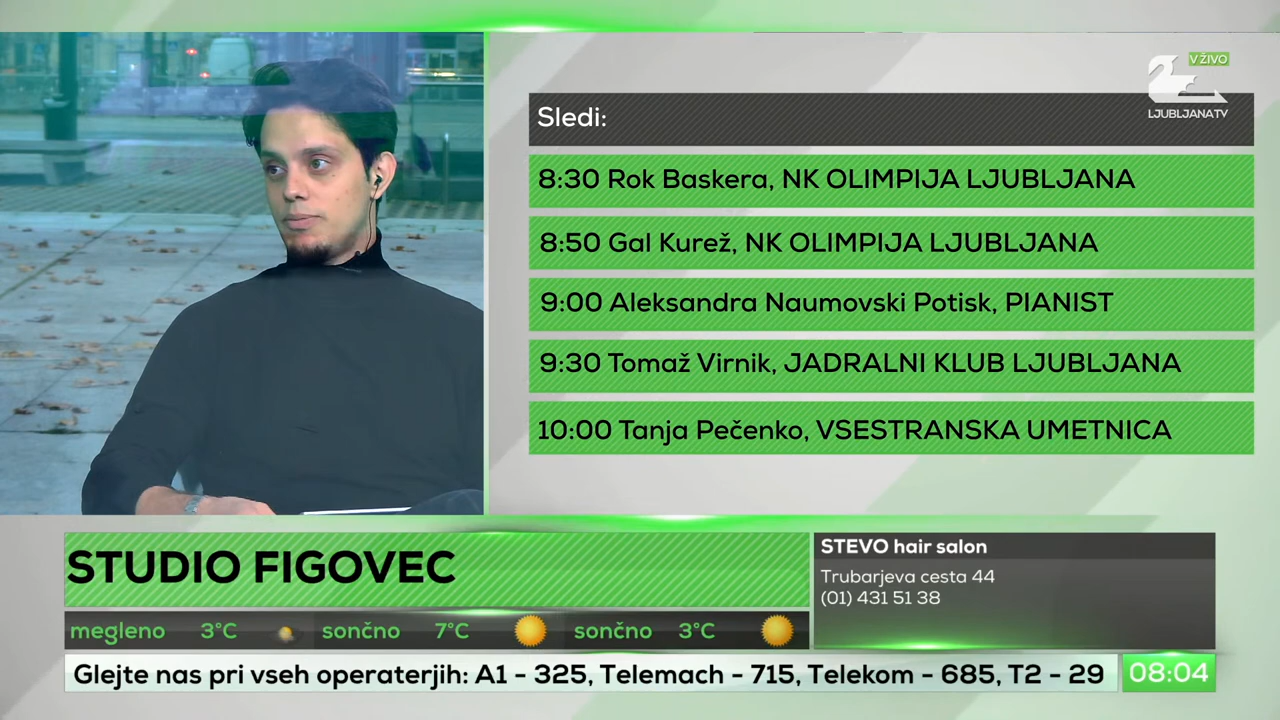 V ŽIVO
LJUBLJANATV
Sledi:
8:30 Rok Baskera, NK OLIMPIJA LJUBLJANA
8:50 Gal Kurež, NK OLIMPIJA LJUBLJANA
9:00 Aleksandra Naumovski Potisk, PIANIST
9:30 Tomaž Virnik, JADRALNI KLUB LJUBLJANA
10:00 Tanja Pečenko, VSESTRANSKA UMETNICA
STUDIO FIGOVEC
STEVO hair salon
Trubarjeva cesta 44
(01) 431 51 38
megleno 3°C sončno 7°C sončno 3°C
Glejte nas pri vseh operaterjih: A1 - 325, Telemach - 715, Telekom - 685, T2 - 29
08:04